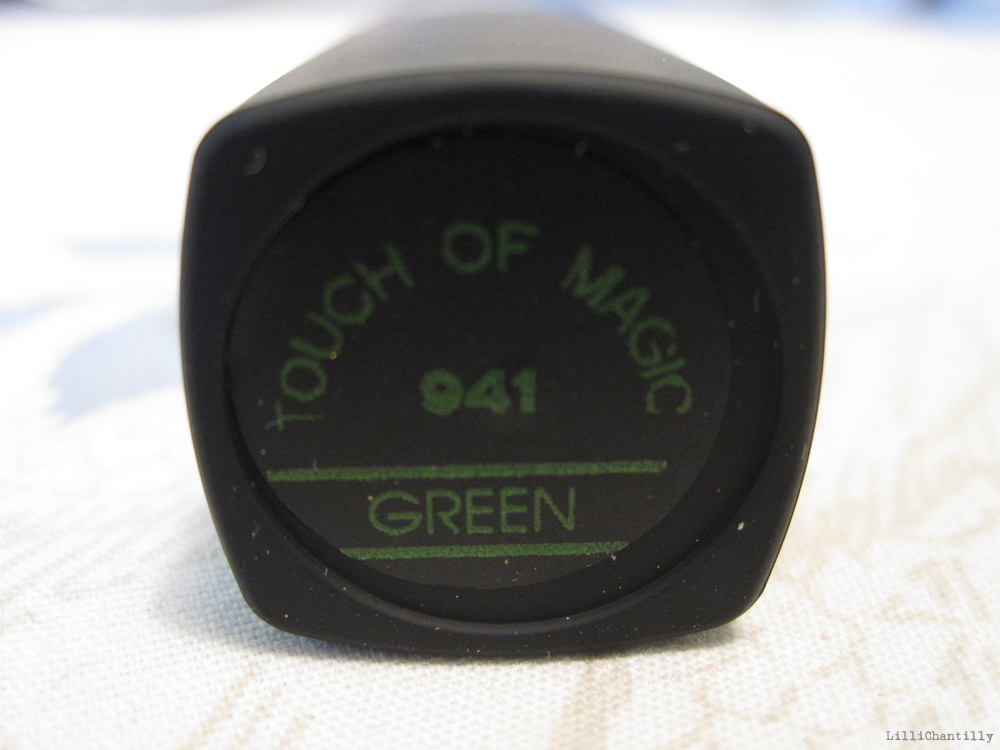 TOUCH OF MAGIC
941
GREEN
LilliChantilly